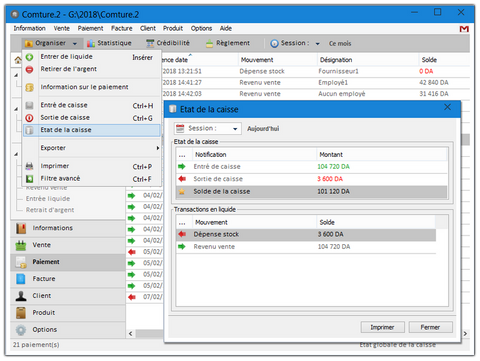 Comture.2 - G:\2018\Comture.2
Information Vente Paiement Facture Client Produit Options Aide
Organiser Statistique Crédibilité Règlement Session : Ce mois
Entrer de liquide Insérer
Retirer de l'argent
Information sur le paiement
Entré de caisse Ctrl+H
Sortie de caisse Ctrl+G
Etat de la caisse
Exporter
Imprimer Ctrl+P
Filtre avancé Ctrl+F
nce date Mouvement Désignation Solde
2018 13:21:51 Dépense stock Fournisseur1 0 DA
2018 14:41:27 Revenu vente Employé1 42 840 DA
2018 14:42:03 Revenu vente Aucun employé 31 416 DA
Revenu vente
Entrée liquide
Retrait d'argent
04/02/
04/02/
04/02/
05/02/
05/02/
05/02/
05/02/
07/02/
Informations
Vente
Paiement
Facture
Client
Produit
Options
21 paiement(s)
Etat globale de la caisse
Etat de la caisse
Session : Aujourd'hui
Etat de la caisse
... Notification Montant
Entré de caisse 104 720 DA
Sortie de caisse 3 600 DA
Solde de la caisse 101 120 DA
Transactions en liquide
... Mouvement Solde
Dépense stock 3 600 DA
Revenu vente 104 720 DA
Imprimer Fermer